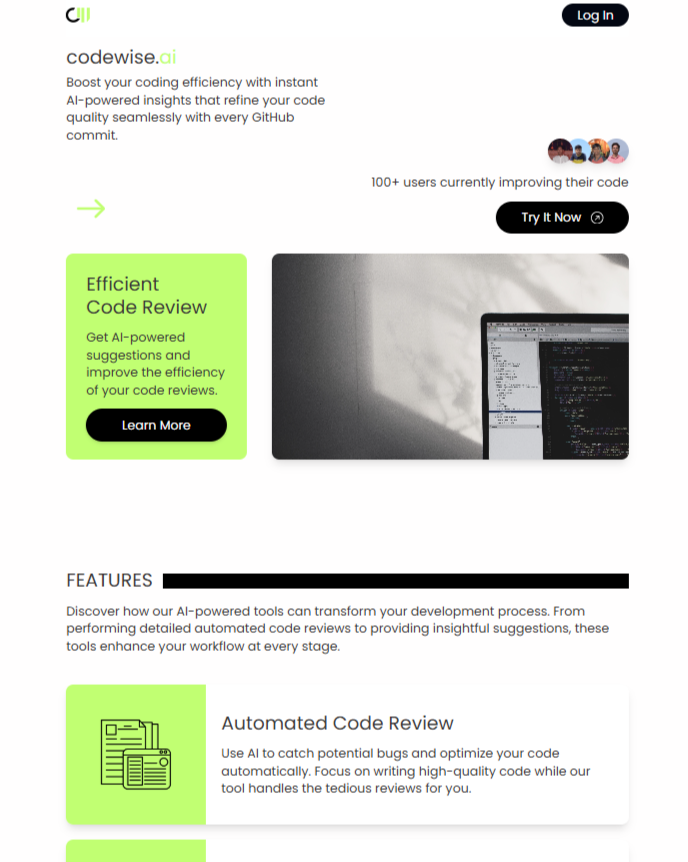 Log In
codewise.ai
Boost your coding efficiency with instant
AI-powered insights that refine your code
quality seamlessly with every GitHub
commit.
100+ users currently improving their code
Try It Now
Efficient
Code Review
Get AI-powered
suggestions and
improve the efficiency
of your code reviews.
Learn More
FEATURES
Discover how our AI-powered tools can transform your development process. From
performing detailed automated code reviews to providing insightful suggestions, these
tools enhance your workflow at every stage.
Automated Code Review
Use AI to catch potential bugs and optimize your code
automatically. Focus on writing high-quality code while our
tool handles the tedious reviews for you.